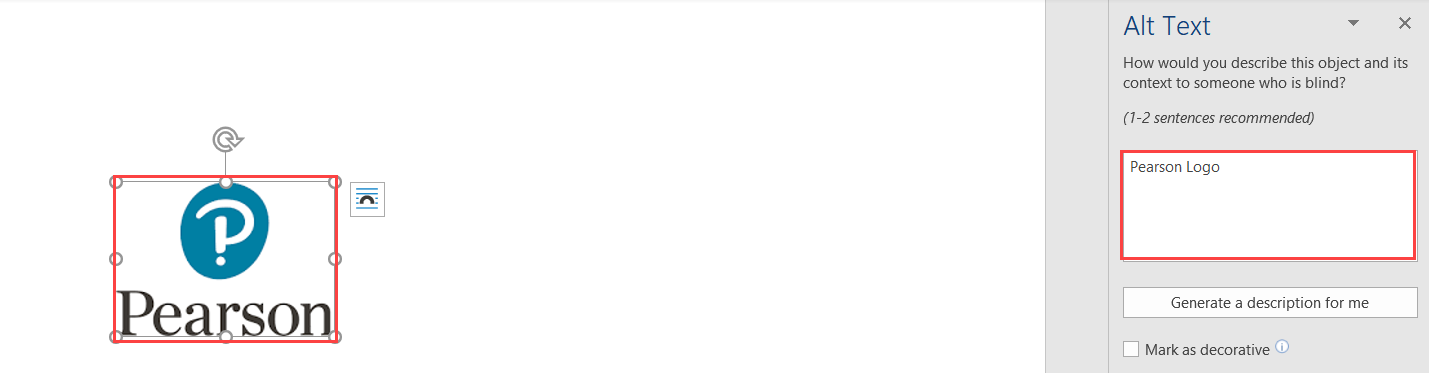 Pearson
Alt Text
How would you describe this object and its
context to someone who is blind?
(1-2 sentences recommended)
Pearson Logo
Generate a description for me
Mark as decorative